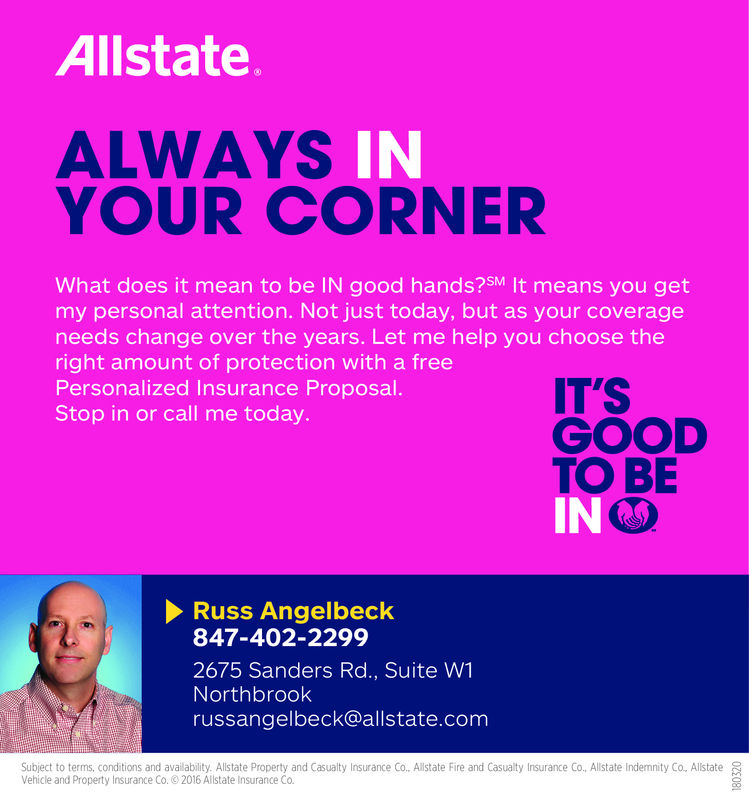 Allstate®
ALWAYS IN
YOUR CORNER
What does it mean to be IN good hands?℠ It means you get
my personal attention. Not just today, but as your coverage
needs change over the years. Let me help you choose the
right amount of protection with a free
Personalized Insurance Proposal.
Stop in or call me today.
IT'S
GOOD
TO BE
IN
Russ Angelbeck
847-402-2299
2675 Sanders Rd., Suite W1
Northbrook
russangelbeck@allstate.com
Subject to terms, conditions and availability. Allstate Property and Casualty Insurance Co., Allstate Fire and Casualty Insurance Co., Allstate Indemnity Co., Allstate
Vehicle and Property Insurance Co. © 2016 Allstate Insurance Co.
180320